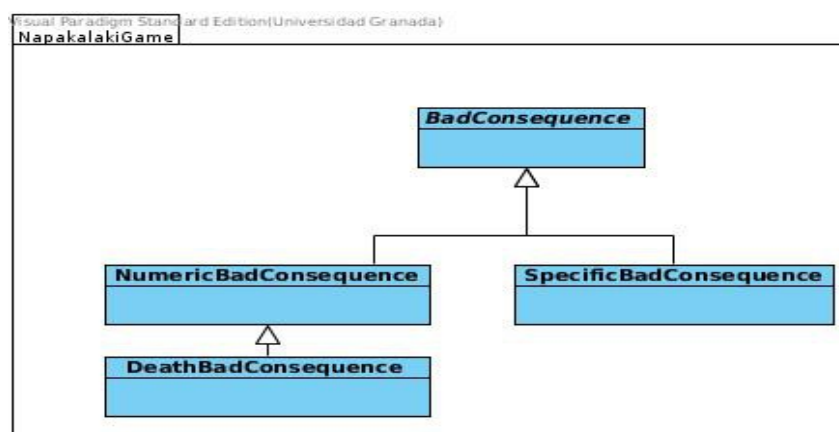 Visual Paradigm Standard Edition(Universidad Granada)
NapakalakiGame
BadConsequence
NumericBadConsequence
SpecificBadConsequence
DeathBadConsequence